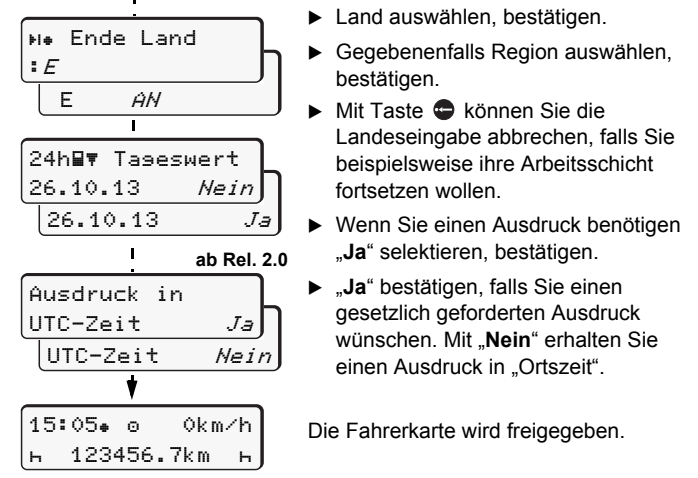 Ende Land
:E
E AN
24h Tageswert
26.10.13 Nein
26.10.13 Ja
ab Rel. 2.0
Ausdruck in
UTC-Zeit Ja
UTC-Zeit Nein
15:05 0km/h
123456.7km
► Land auswählen, bestätigen.
► Gegebenenfalls Region auswählen,
bestätigen.
► Mit Taste können Sie die
Landeseingabe abbrechen, falls Sie
beispielsweise ihre Arbeitsschicht
fortsetzen wollen.
► Wenn Sie einen Ausdruck benötigen
„Ja“ selektieren, bestätigen.
► „Ja“ bestätigen, falls Sie einen
gesetzlich geforderten Ausdruck
wünschen. Mit „Nein“ erhalten Sie
einen Ausdruck in „Ortszeit“.
Die Fahrerkarte wird freigegeben.